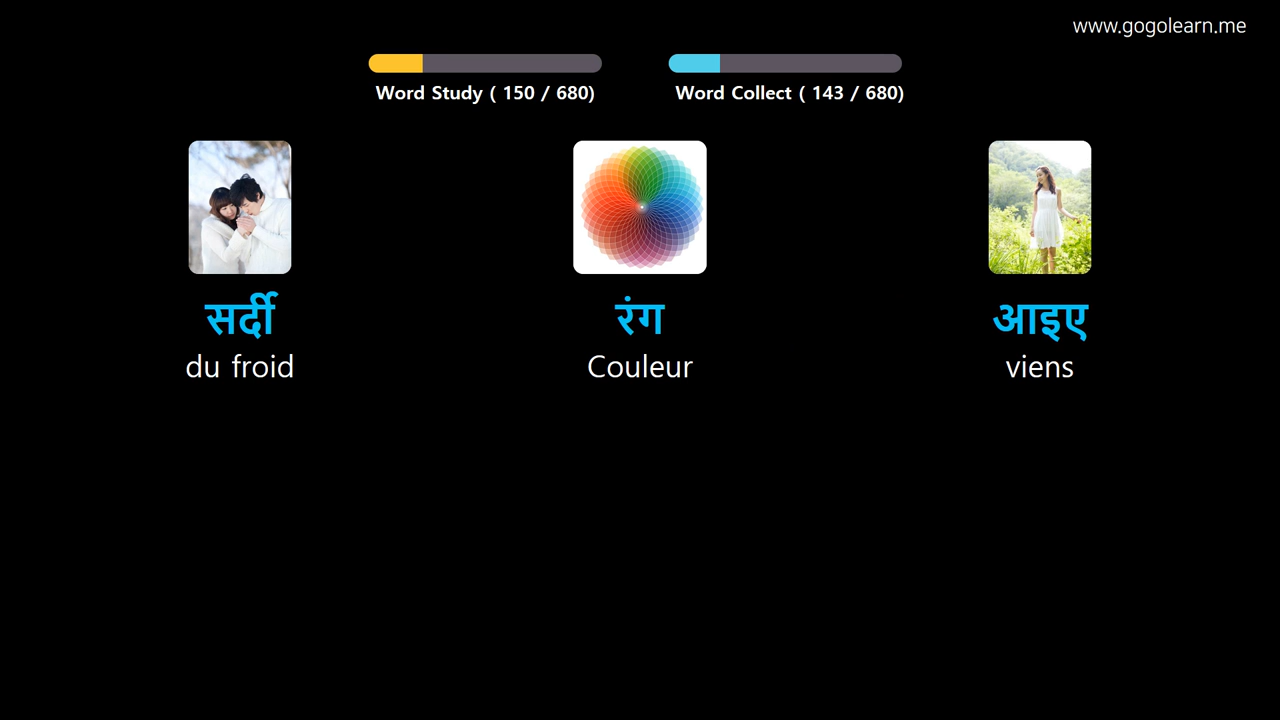 www.gogolearn.me
Word Study ( 150 / 680)
Word Collect ( 143 / 680)
सर्दी
रंग
आइए
du froid
Couleur
viens